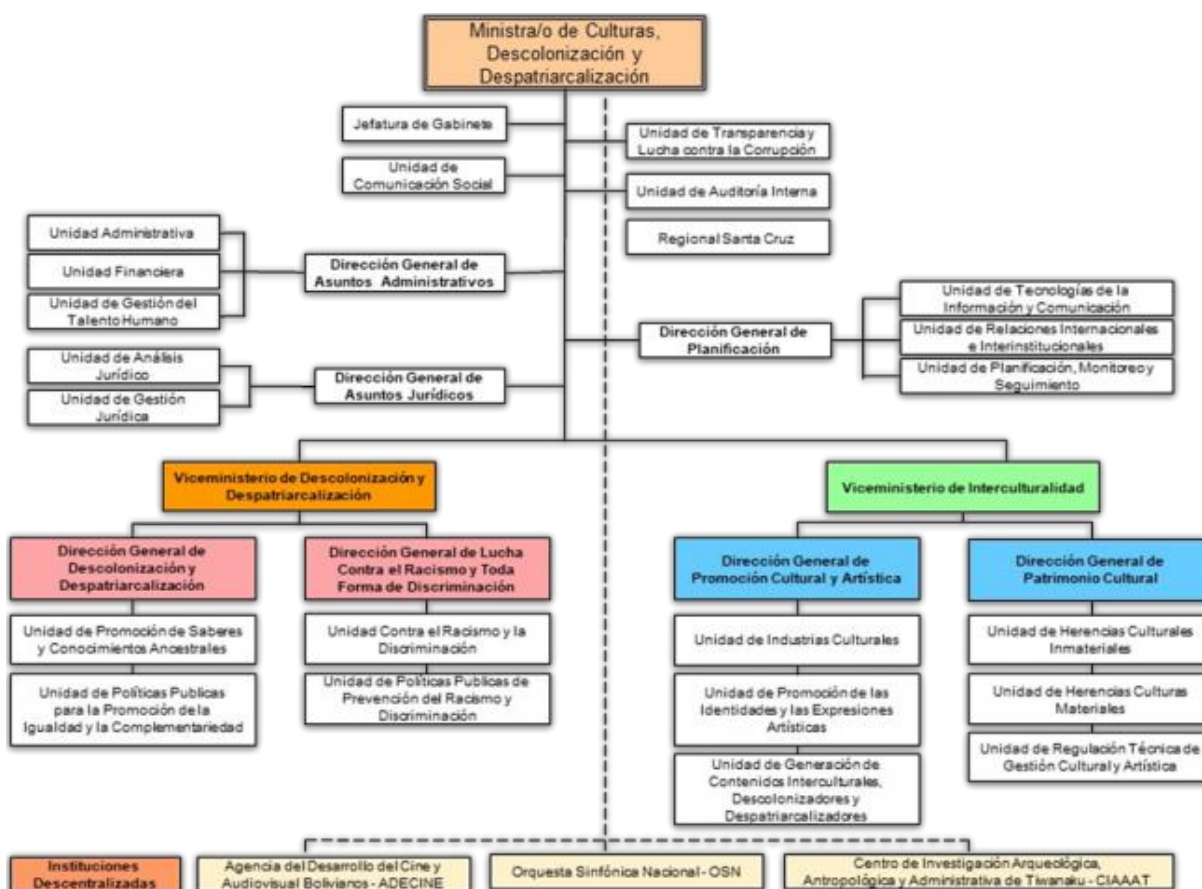 Ministra/o de Culturas,
Descolonización y
Despatriarcalización
Jefatura de Gabinete
Unidad de Transparencia y
Lucha contra la Corrupción
Unidad de
Comunicación Social
Unidad de Auditoría Interna
Regional Santa Cruz
Unidad Administrativa
Unidad Financiera
Unidad de Gestión del
Talento Humano
Dirección General de
Asuntos Administrativos
Unidad de Tecnologías de la
Información y Comunicación
Unidad de Relaciones Internacionales
e Interinstitucionales
Unidad de Planificación, Monitoreo y
Seguimiento
Dirección General de
Planificación
Unidad de Análisis
Jurídico
Unidad de Gestión
Jurídica
Dirección General de
Asuntos Jurídicos
Viceministerio de Descolonización y
Despatriarcalización
Viceministerio de Interculturalidad
Dirección General de
Descolonización y
Despatriarcalización
Dirección General de Lucha
Contra el Racismo y Toda
Forma de Discriminación
Dirección General de
Promoción Cultural y Artística
Dirección General de
Patrimonio Cultural
Unidad de Promoción de Saberes
y Conocimientos Ancestrales
Unidad Contra el Racismo y la
Discriminación
Unidad de Industrias Culturales
Unidad de Herencias Culturales
Inmateriales
Unidad de Políticas Publicas
para la Promoción de la
Igualdad y la Complementariedad
Unidad de Políticas Publicas de
Prevención del Racismo y
Discriminación
Unidad de Promoción de las
Identidades y las Expresiones
Artísticas
Unidad de Herencias Culturas
Materiales
Unidad de Generación de
Contenidos Interculturales,
Descolonizadores y
Despatriarcalizadores
Unidad de Regulación Técnica de
Gestión Cultural y Artística
Instituciones
Descentralizadas
Agencia del Desarrollo del Cine y
Audiovisual Bolivianos - ADECINE
Orquesta Sinfónica Nacional - OSN
Centro de Investigación Arqueológica,
Antropológica y Administrativa de Tiwanaku - CIAAAT